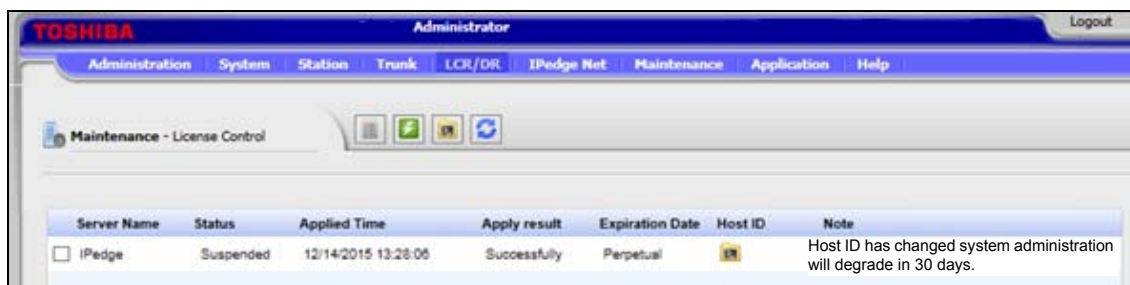 TOSHIBA Administrator Logout
Administration System Station Trunk LCR/DR IPedge Net Maintenance Application Help
Maintenance - License Control
Server Name Status Applied Time Apply result Expiration Date Host ID Note
IPedge Suspended 12/14/2015 13:28:06 Successfully Perpetual Host ID has changed system administration
will degrade in 30 days.